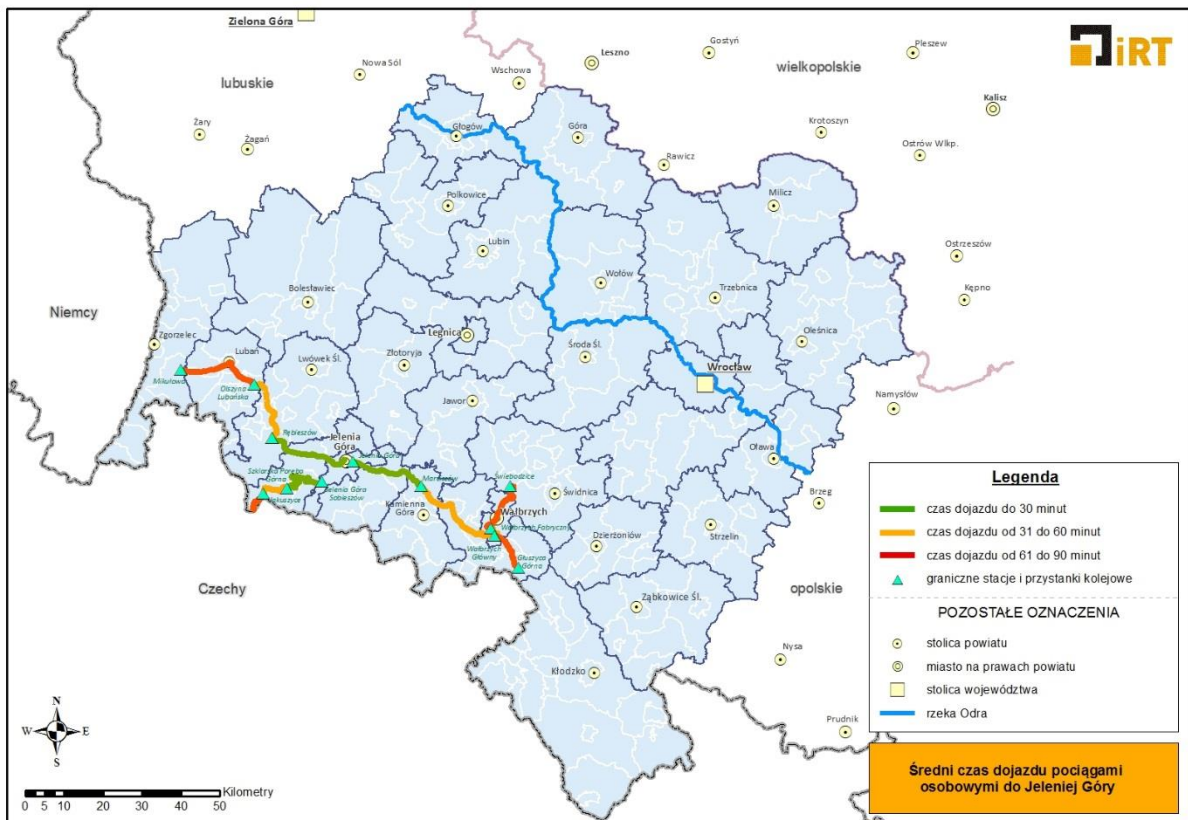 Zielona Góra
Gostyń
Pleszew
iRT
Leszno
Nowa Sól
Wschowa
wielkopolskie
lubuskie
Kalisz
Żary
Żagań
Głogów
Góra
Krotoszyn
Ostrów Wlkp.
Rawicz
Polkowice
Milicz
Lubin
Ostrzeszów
Wołów
Bolesławiec
Trzebnica
Kępno
Niemcy
Oleśnica
Legnica
Zgorzelec
Środa Śl.
Lubań
Lwówek Śl.
Złotoryja
Wrocław
Mikułowa
Olszyna
Lubańska
Jawor
Namysłów
Rębiszów
Jelenia
Góra
Jelenia Góra
Oława
Szklarska Poręba
Górna
Jelenia Góra
Sobieszów
Marciszów
Świebodzice
Jakuszyce
Świdnica
Brzeg
Kamienna
Góra
Wałbrzych
Wałbrzych Fabryczny
Strzelin
Wałbrzych
Główny
Dzierżoniów
Głuszyca
Górna
Czechy
opolskie
Ząbkowice Śl.
Nysa
Kłodzko
Prudnik
Legenda
czas dojazdu do 30 minut
czas dojazdu od 31 do 60 minut
czas dojazdu od 61 do 90 minut
graniczne stacje i przystanki kolejowe
POZOSTAŁE OZNACZENIA
stolica powiatu
miasto na prawach powiatu
stolica województwa
rzeka Odra
Średni czas dojazdu pociągami
osobowymi do Jeleniej Góry
N
W E
S
Kilometry
0 5 10 20 30 40 50